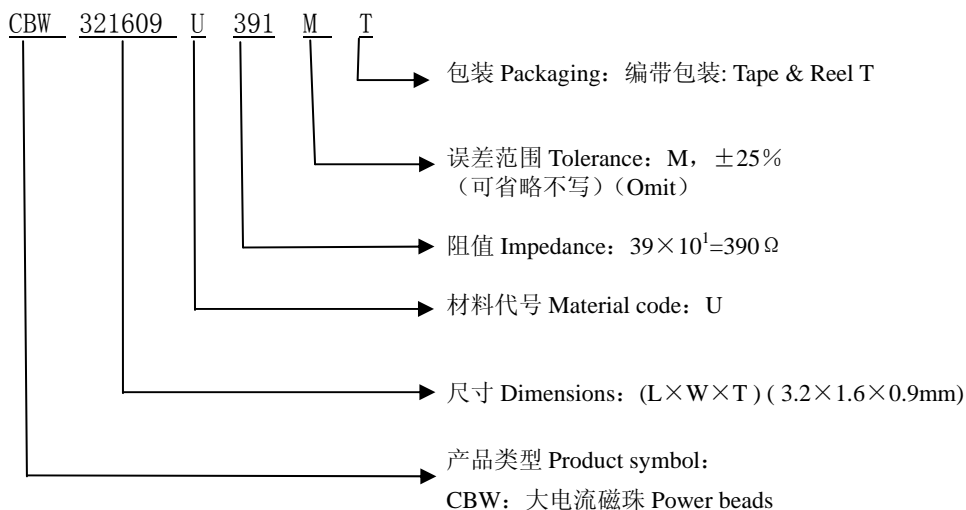 CBW 321609 U 391 M T
包装 Packaging：编带包装: Tape & Reel T
误差范围 Tolerance：M，±25％
（可省略不写）（Omit）
阻值 Impedance：39×10¹=390Ω
材料代号 Material code：U
尺寸 Dimensions：(L×W×T ) ( 3.2×1.6×0.9mm)
产品类型 Product symbol：
CBW：大电流磁珠 Power beads